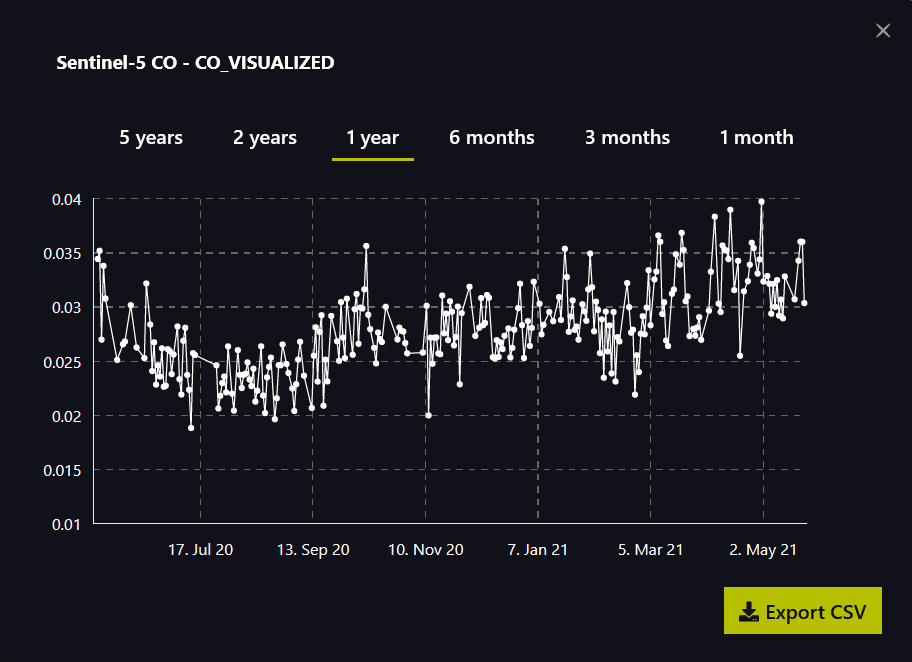 Sentinel-5 CO - CO_VISUALIZED
5 years 2 years 1 year 6 months 3 months 1 month
0.04
0.035
0.03
0.025
0.02
0.015
0.01
17. Jul 20 13. Sep 20 10. Nov 20 7. Jan 21 5. Mar 21 2. May 21
Export CSV